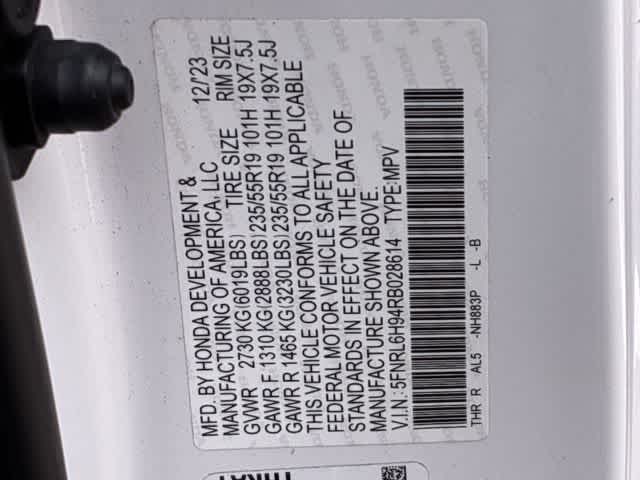 MFD. BY HONDA DEVELOPMENT & 12/'23
MANUFACTURING OF AMERICA, LLC
TIRE SIZE RIM SIZE
GVWR 2730 KG(6019LBS)
GAWR F 1310 KG(2888LBS) 235/55R19 101H 19X7.5J
GAWR R 1465 KG(3230LBS) 235/55R19 101H 19X7.5J
THIS VEHICLE CONFORMS TO ALL APPLICABLE
FEDERAL MOTOR VEHICLE SAFETY
STANDARDS IN EFFECT ON THE DATE OF
MANUFACTURE SHOWN ABOVE.
V.I.N.: 5FNRL6H94RB028614 TYPE:MPV
THR R AL5 -NH883P -L -B